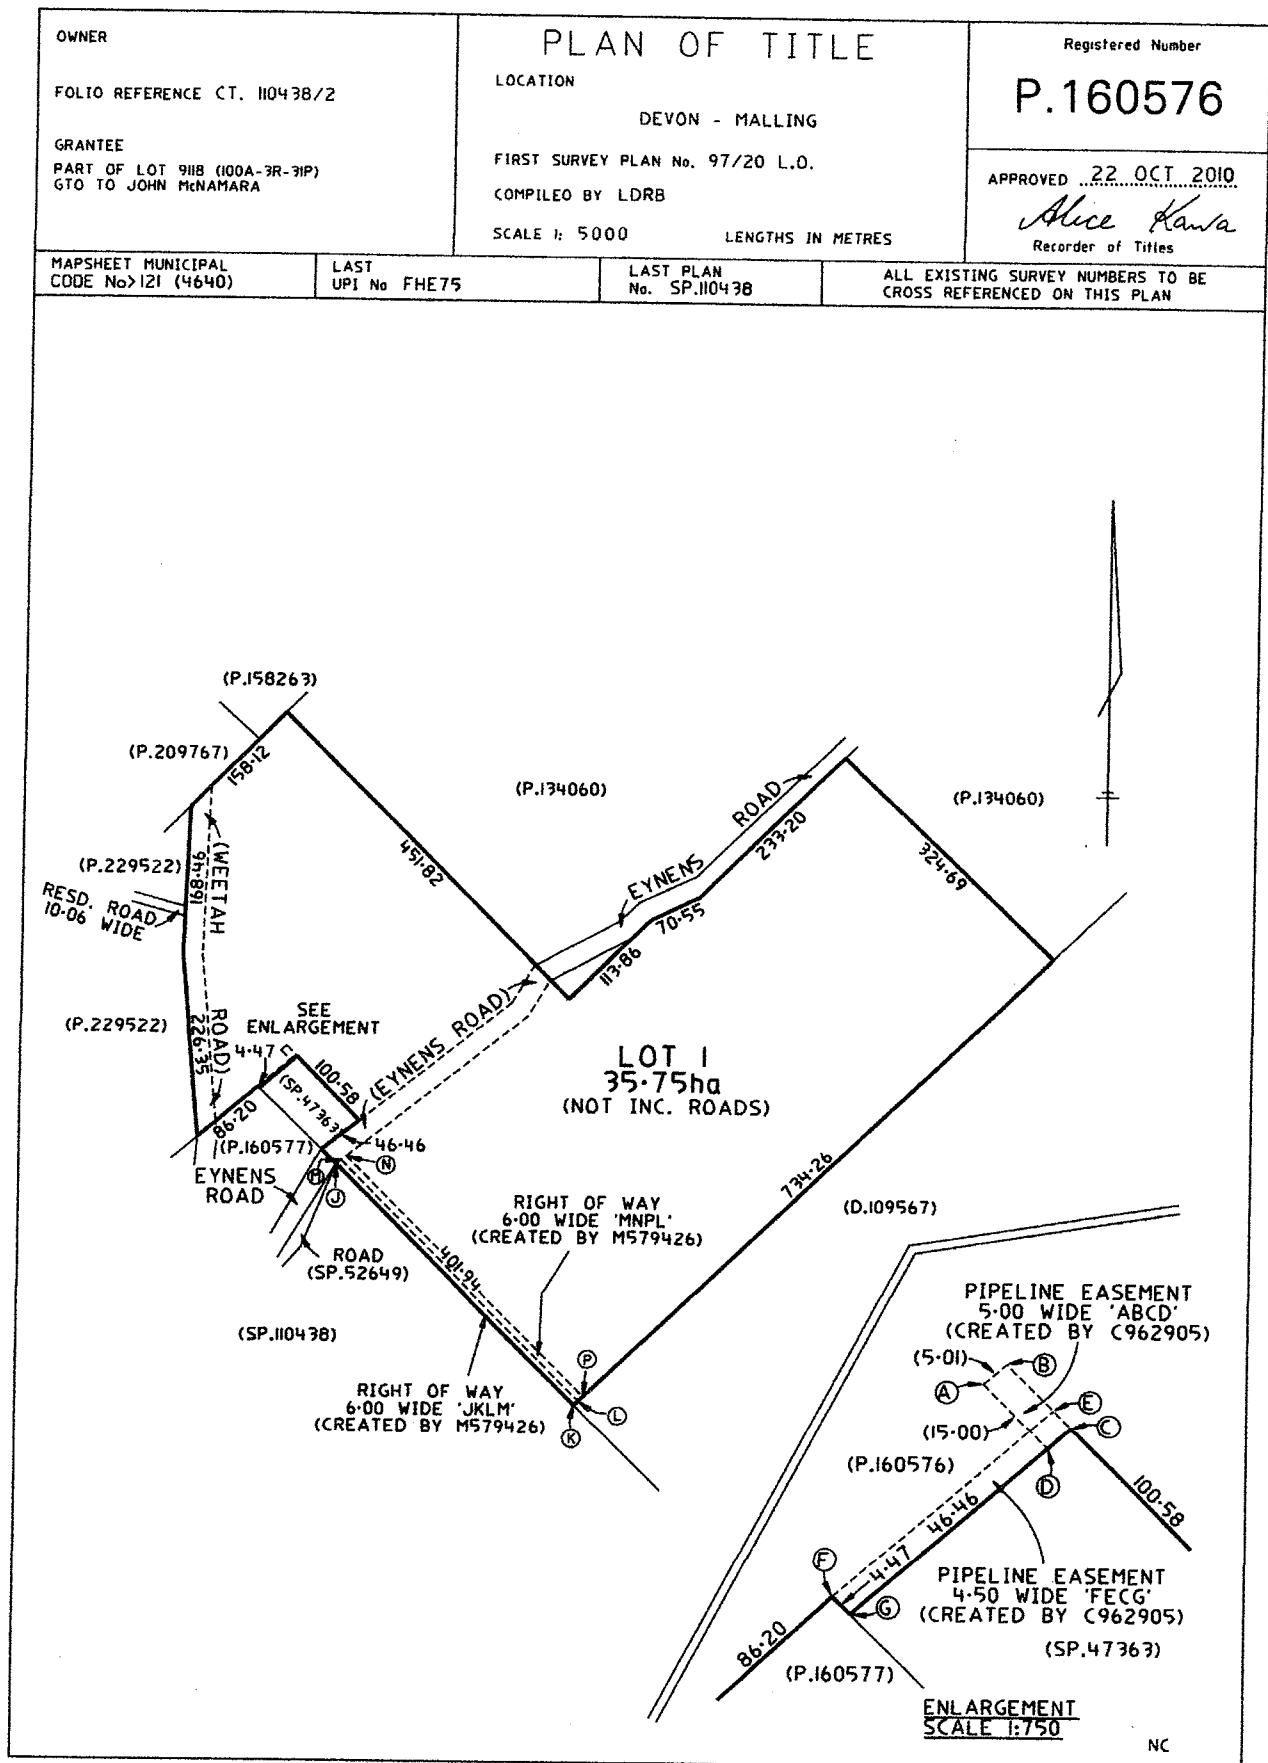 OWNER
FOLIO REFERENCE CT. 110438/2
GRANTEE
PART OF LOT 9118 (100A-3R-31P)
GTD TO JOHN McNAMARA
PLAN OF TITLE
LOCATION
DEVON - MALLING
FIRST SURVEY PLAN No. 97/20 L.O.
COMPILED BY LDRB
SCALE 1: 5000 LENGTHS IN METRES
Registered Number
P.160576
APPROVED 22 OCT 2010
Alice Kawa
Recorder of Titles
MAPSHEET MUNICIPAL
CODE No> 121 (4640)
LAST
UPI No FHE75
LAST PLAN
No. SP.110438
ALL EXISTING SURVEY NUMBERS TO BE
CROSS REFERENCED ON THIS PLAN
(P.158263)
(P.209767)
158·12
(P.134060)
ROAD
(P.134060)
233·20
451·82
324·69
(P.229522)
169·46
(WEETAH
RESD. ROAD
10·06 WIDE
EYNENS
70·55
113·86
(P.229522)
226·35
ROAD)
SEE
ENLARGEMENT
4·47
100·58
(EYNENS ROAD)
LOT 1
35·75ha
(NOT INC. ROADS)
(SP.47363)
86·20
(P.160577)
46·46
N
M
J
EYNENS
ROAD
734·26
RIGHT OF WAY
6·00 WIDE 'MNPL'
(CREATED BY M579426)
(D.109567)
ROAD
(SP.52649)
401·94
(SP.110438)
P
RIGHT OF WAY
6·00 WIDE 'JKLM'
(CREATED BY M579426)
L
K
PIPELINE EASEMENT
5·00 WIDE 'ABCD'
(CREATED BY C962905)
(5·01)
B
A
E
(15·00)
C
(P.160576)
D
100·58
46·46
F
4·47
G
PIPELINE EASEMENT
4·50 WIDE 'FECG'
(CREATED BY C962905)
86·20
(SP.47363)
(P.160577)
ENLARGEMENT
SCALE 1:750
NC